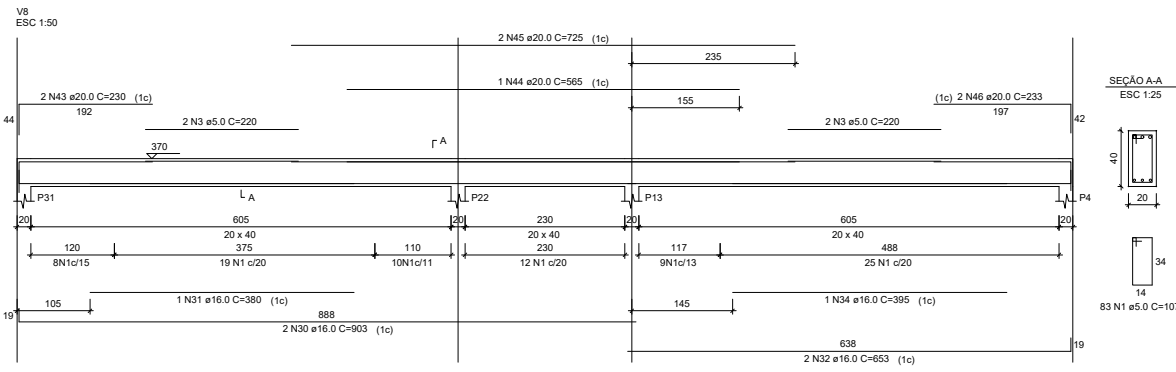 V8
ESC 1:50
2 N45 ø20.0 C=725 (1c)
235
1 N44 ø20.0 C=565 (1c)
155
SEÇÃO A-A
ESC 1:25
2 N43 ø20.0 C=230 (1c)
192
44
(1c) 2 N46 ø20.0 C=233
197
42
2 N3 ø5.0 C=220
2 N3 ø5.0 C=220
370
A
A
40
20
P31
P22
P13
P4
20
605
20
230
20
605
20
20 x 40
20 x 40
20 x 40
120
375
110
230
117
488
8N1c/15
19 N1 c/20
10N1c/11
12 N1 c/20
9N1c/13
25 N1 c/20
34
14
83 N1 ø5.0 C=107
105
1 N31 ø16.0 C=380 (1c)
145
1 N34 ø16.0 C=395 (1c)
19
888
2 N30 ø16.0 C=903 (1c)
638
19
2 N32 ø16.0 C=653 (1c)